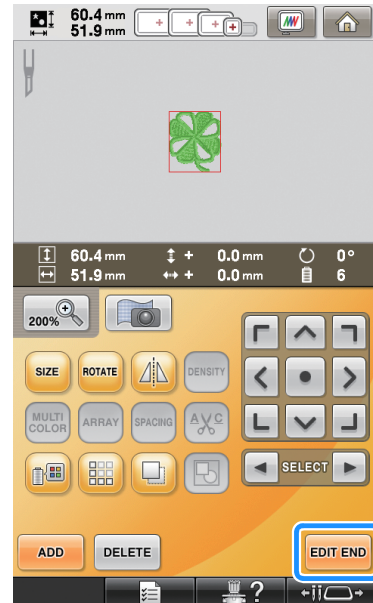 60.4 mm
51.9 mm
60.4 mm + 0.0 mm 0°
51.9 mm + 0.0 mm 6
200%
SIZE ROTATE DENSITY
MULTI COLOR ARRAY SPACING AVC
SELECT
ADD DELETE EDIT END
?